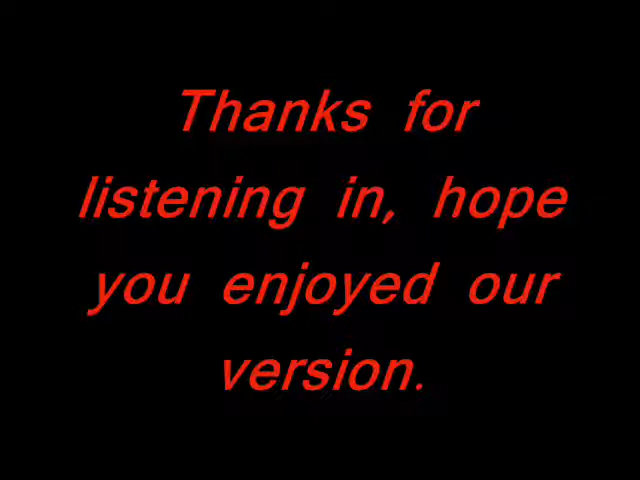 Thanks for
listening in, hope
you enjoyed our
version.